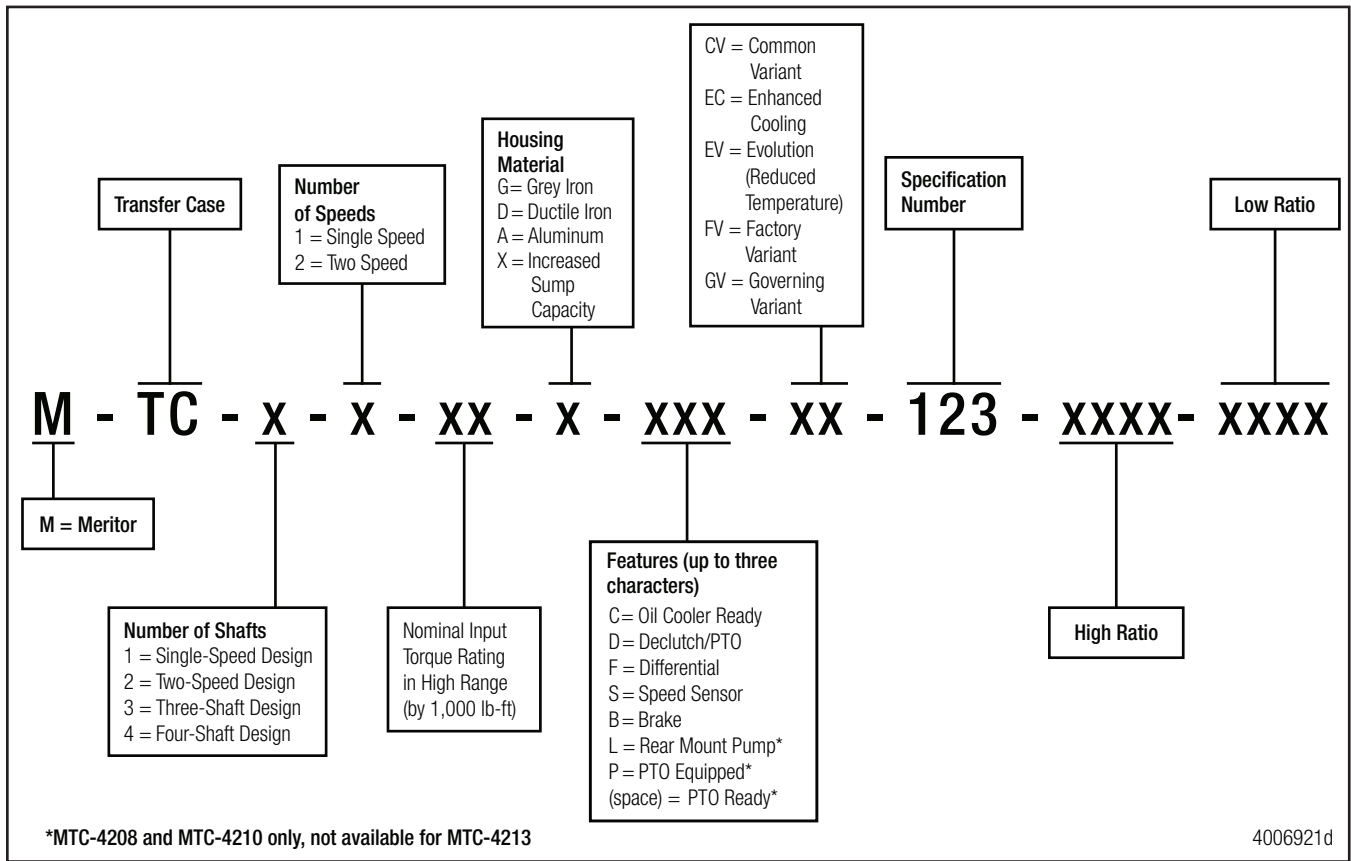 CV = Common
Variant
EC = Enhanced
Cooling
EV = Evolution
(Reduced
Temperature)
FV = Factory
Variant
GV = Governing
Variant
Housing
Material
G= Grey Iron
D = Ductile Iron
A = Aluminum
X = Increased
Sump
Capacity
Number
of Speeds
1 = Single Speed
2 = Two Speed
Transfer Case
Specification
Number
Low Ratio
M - TC - x - x - xx - x - xxx - xx - 123 - xxxx- xxxx
M = Meritor
Number of Shafts
1 = Single-Speed Design
2 = Two-Speed Design
3 = Three-Shaft Design
4 = Four-Shaft Design
Nominal Input
Torque Rating
in High Range
(by 1,000 lb-ft)
Features (up to three
characters)
C= Oil Cooler Ready
D= Declutch/PTO
F = Differential
S= Speed Sensor
B= Brake
L = Rear Mount Pump*
P= PTO Equipped*
(space) = PTO Ready*
High Ratio
*MTC-4208 and MTC-4210 only, not available for MTC-4213
4006921d